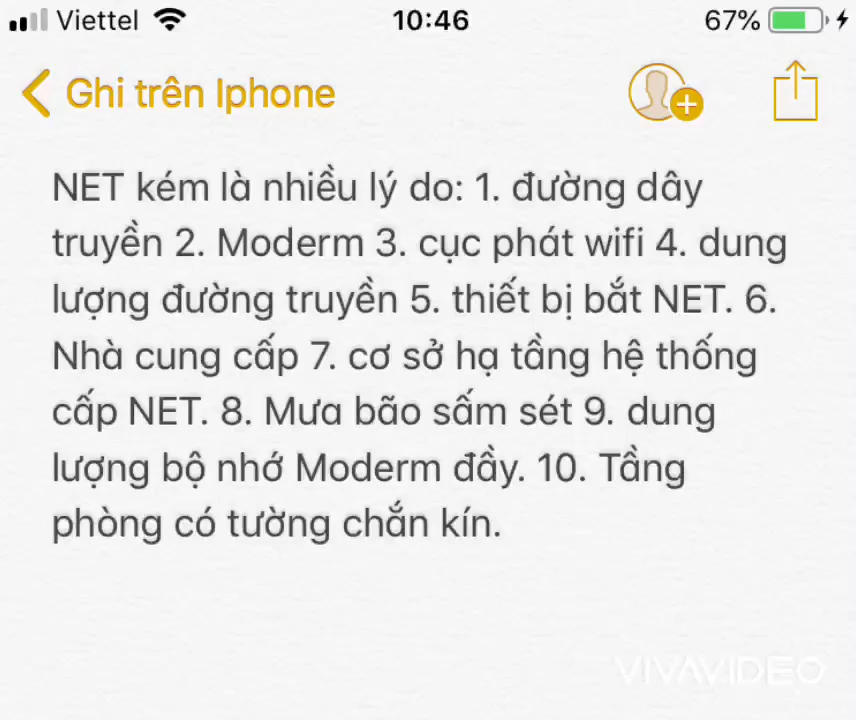 Viettel 10:46 67%
Ghi trên Iphone
NET kém là nhiều lý do: 1. đường dây
truyền 2. Moderm 3. cục phát wifi 4. dung
lượng đường truyền 5. thiết bị bắt NET. 6.
Nhà cung cấp 7. cơ sở hạ tầng hệ thống
cấp NET. 8. Mưa bão sấm sét 9. dung
lượng bộ nhớ Moderm đầy. 10. Tầng
phòng có tường chắn kín.
VIVAVIDEO